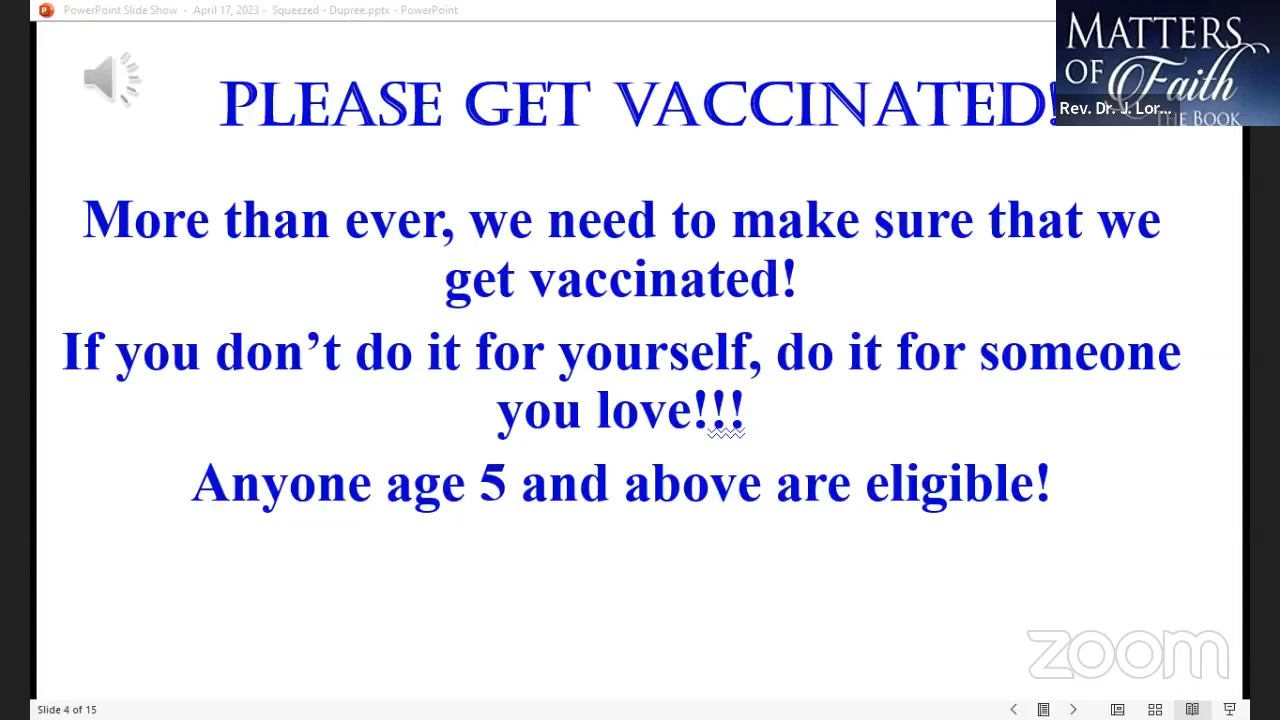 PowerPoint Slide Show - April 17, 2023 - Squeezed - Dupree.pptx - PowerPoint
MATTERS
OF Faith
THE BOOK
Rev. Dr. J. Lor...
PLEASE GET VACCINATED!
More than ever, we need to make sure that we
get vaccinated!
If you don’t do it for yourself, do it for someone
you love!!!
Anyone age 5 and above are eligible!
zoom
Slide 4 of 15